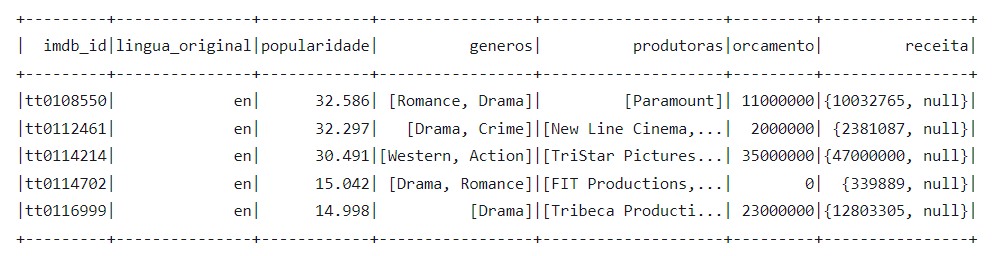 +---------+---------------+------------+-----------------+--------------------+---------+----------------+
|  imdb_id|lingua_original|popularidade|          generos|          produtoras|orcamento|         receita|
+---------+---------------+------------+-----------------+--------------------+---------+----------------+
|tt0108550|             en|      32.586| [Romance, Drama]|         [Paramount]| 11000000|{10032765, null}|
|tt0112461|             en|      32.297|   [Drama, Crime]|[New Line Cinema,...|  2000000| {2381087, null}|
|tt0114214|             en|      30.491|[Western, Action]|[TriStar Pictures...| 35000000|{47000000, null}|
|tt0114702|             en|      15.042| [Drama, Romance]|[FIT Productions,...|        0|  {339889, null}|
|tt0116999|             en|      14.998|          [Drama]|[Tribeca Producti...| 23000000|{12803305, null}|
+---------+---------------+------------+-----------------+--------------------+---------+----------------+